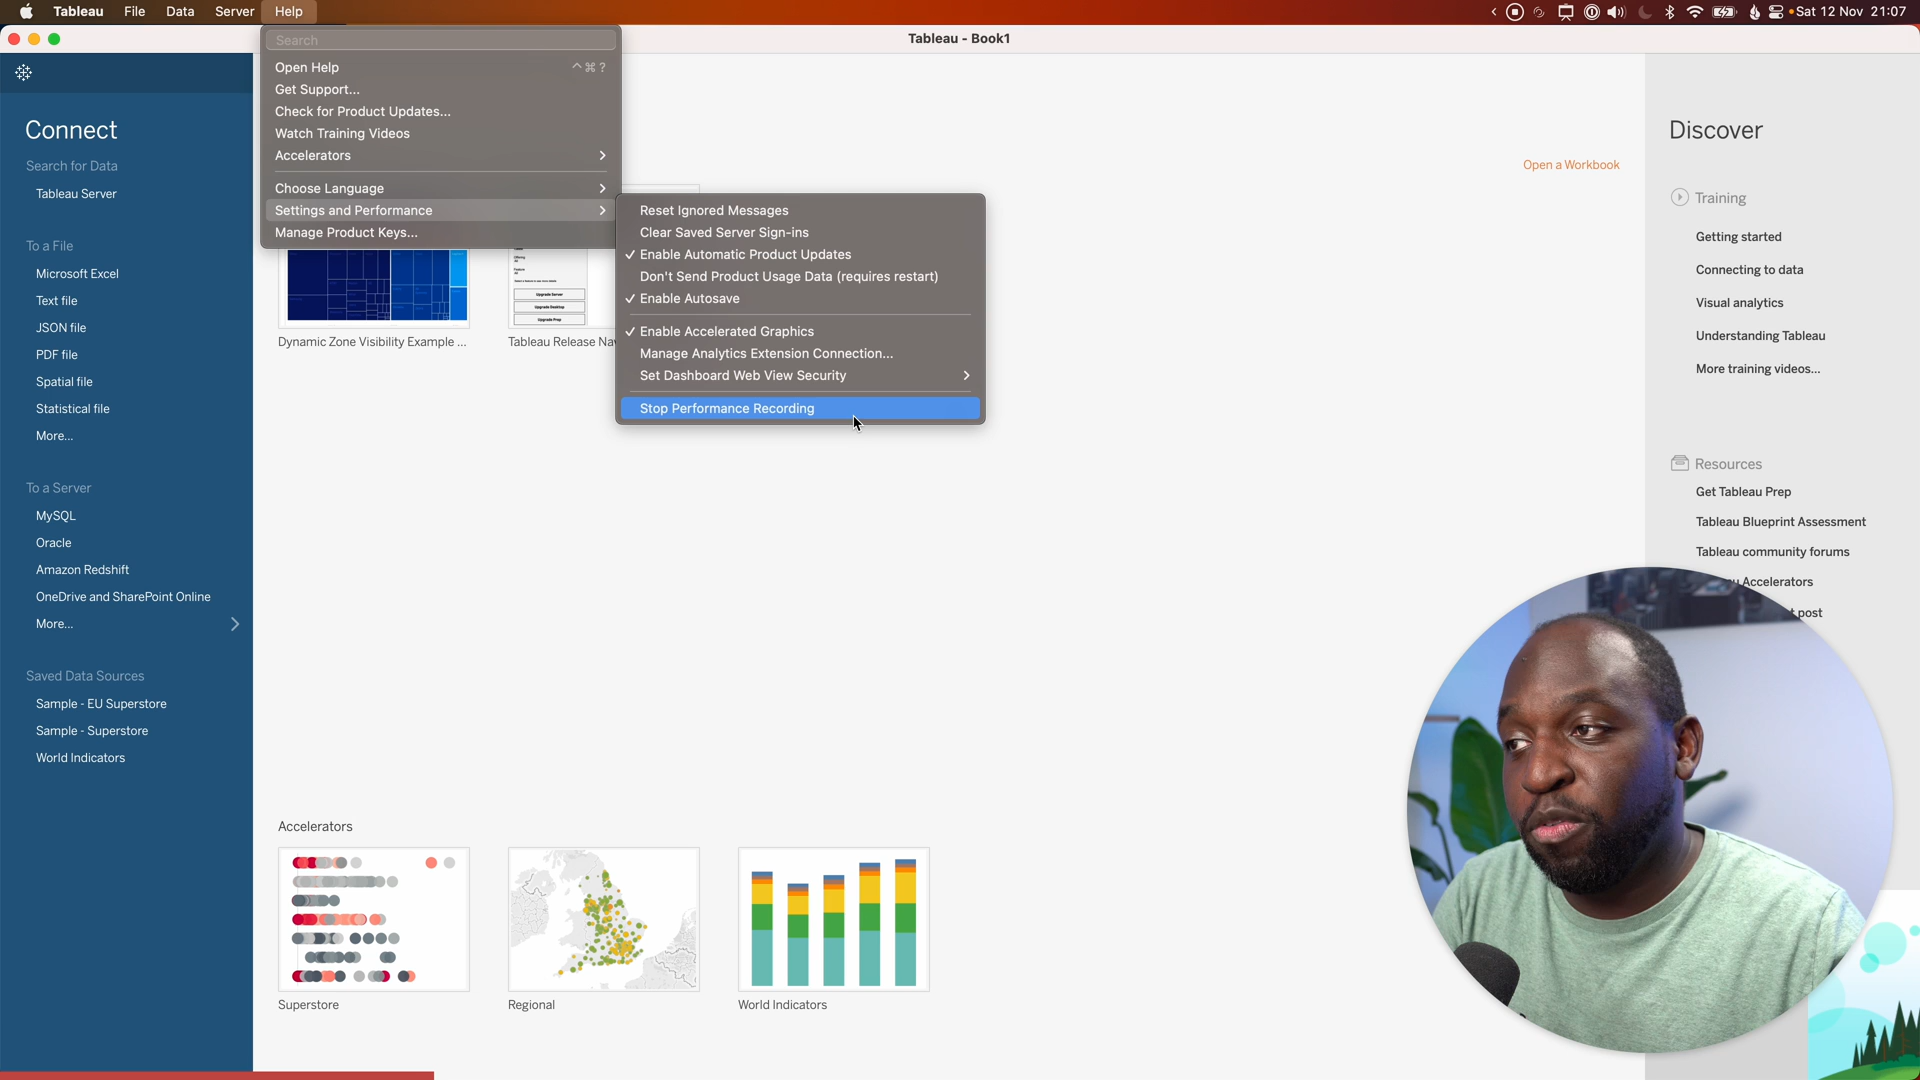 Tableau File Data Server Help
Sat 12 Nov 21:07
Tableau - Book1
Search
Open Help ^⌘?
Get Support...
Check for Product Updates...
Watch Training Videos
Accelerators
Choose Language
Settings and Performance
Manage Product Keys...
Reset Ignored Messages
Clear Saved Server Sign-ins
✓ Enable Automatic Product Updates
Don't Send Product Usage Data (requires restart)
✓ Enable Autosave
✓ Enable Accelerated Graphics
Manage Analytics Extension Connection...
Set Dashboard Web View Security
Stop Performance Recording
Connect
Search for Data
Tableau Server
To a File
Microsoft Excel
Text file
JSON file
PDF file
Spatial file
Statistical file
More...
To a Server
MySQL
Oracle
Amazon Redshift
OneDrive and SharePoint Online
More...
Saved Data Sources
Sample - EU Superstore
Sample - Superstore
World Indicators
Open a Workbook
Upgrade Server
Upgrade Desktop
Upgrade Prep
Dynamic Zone Visibility Example ...
Tableau Release Nav
Accelerators
Superstore
Regional
World Indicators
Discover
Training
Getting started
Connecting to data
Visual analytics
Understanding Tableau
More training videos...
Resources
Get Tableau Prep
Tableau Blueprint Assessment
Tableau community forums
Accelerators
post